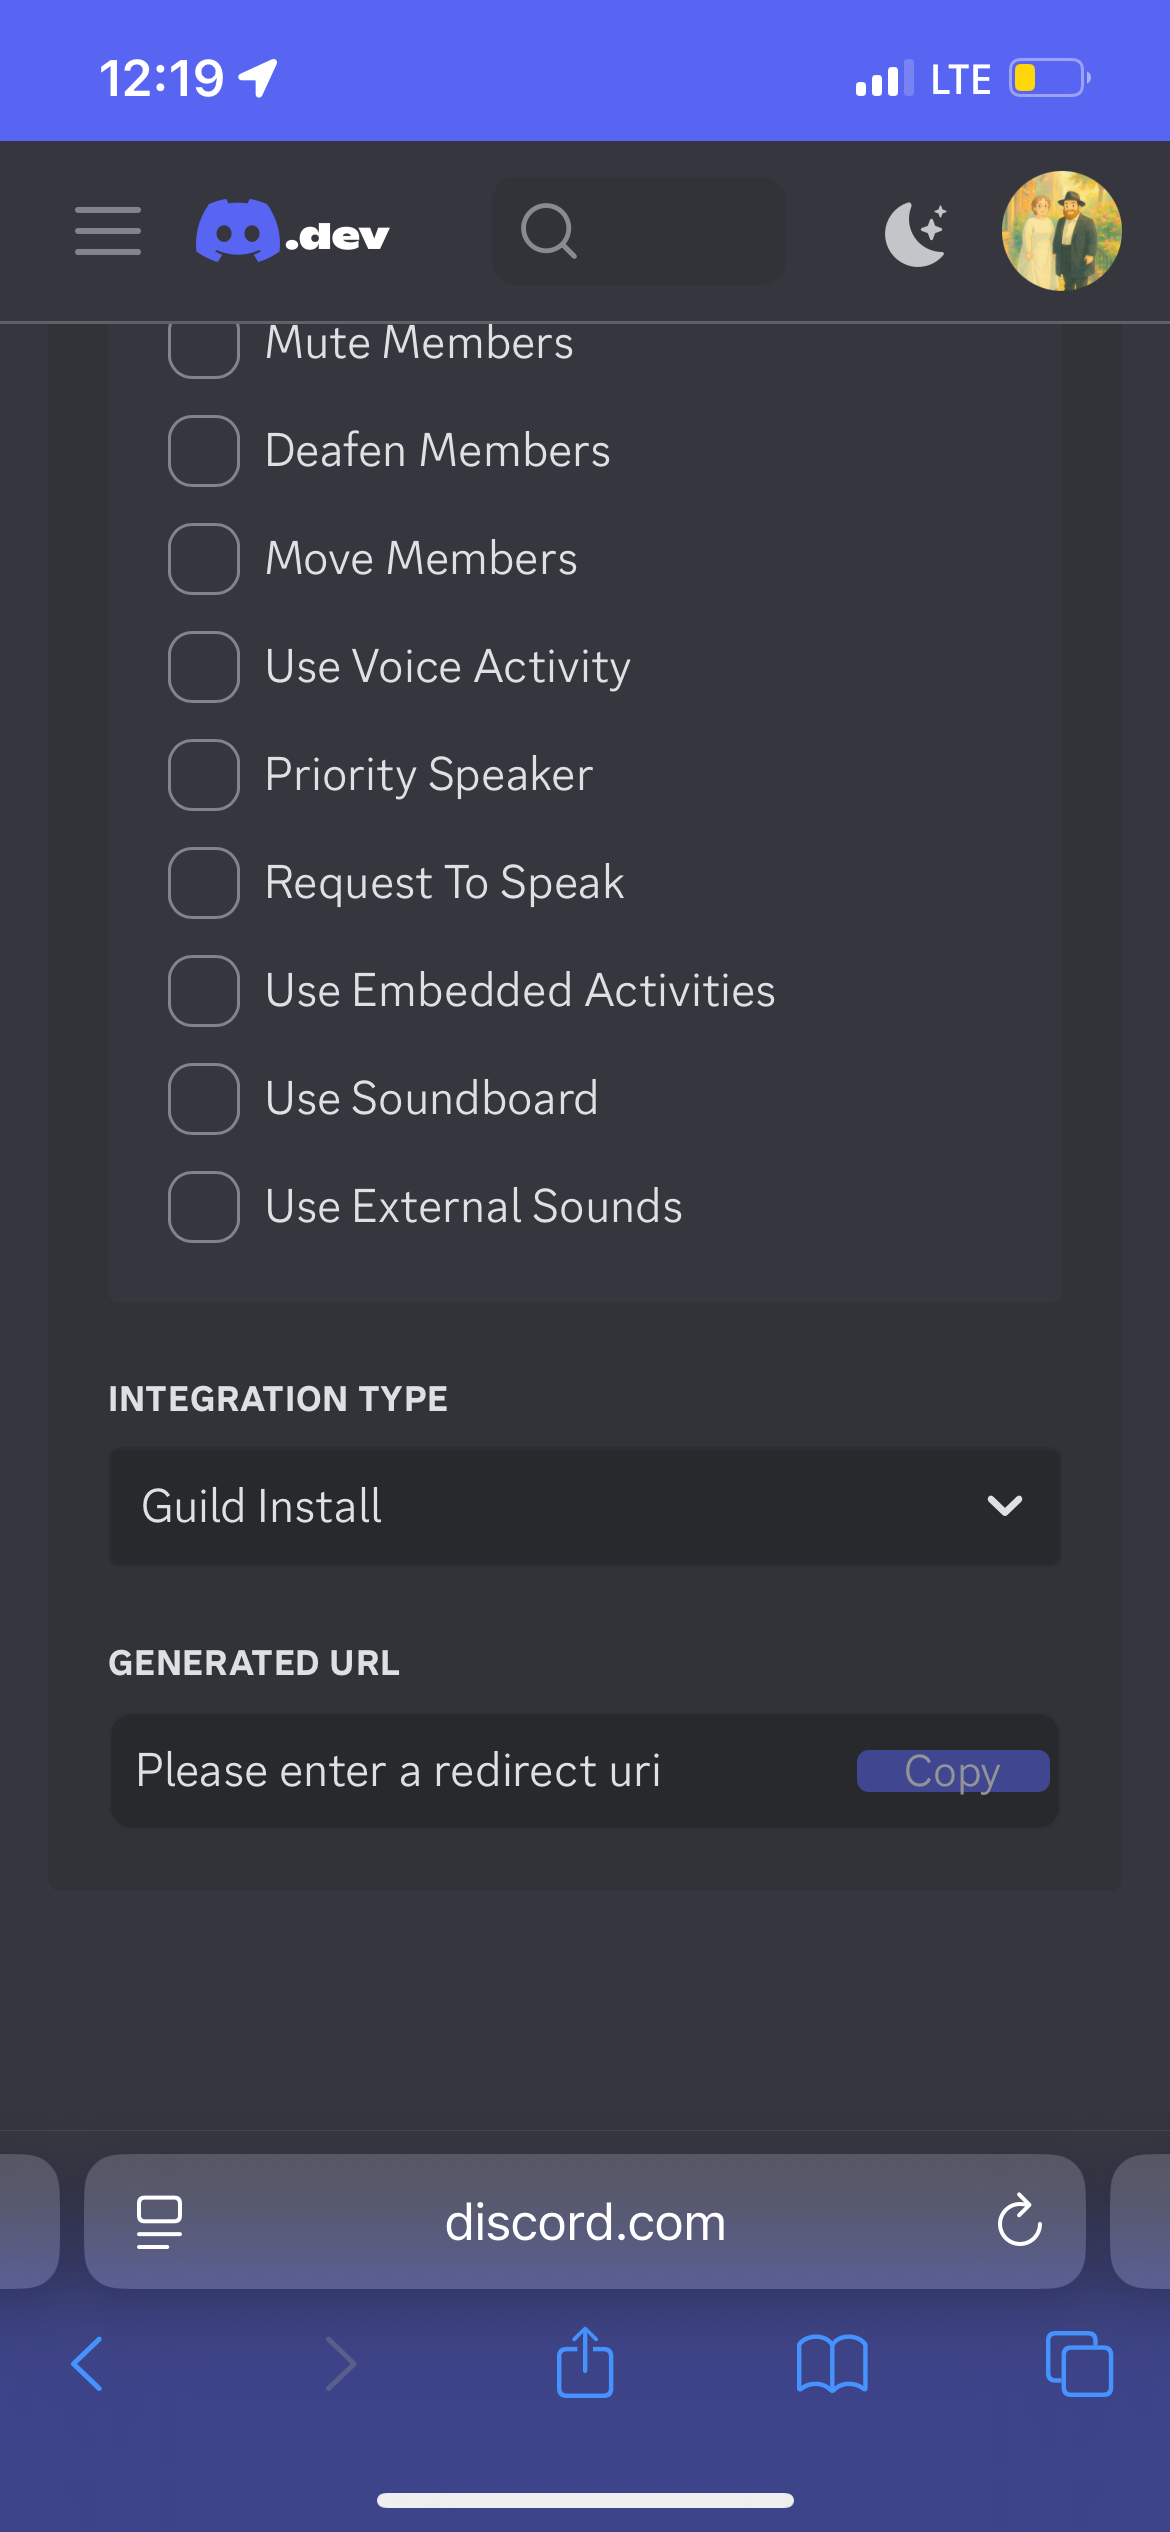 12:19
LTE
.dev
Mute Members
Deafen Members
Move Members
Use Voice Activity
Priority Speaker
Request To Speak
Use Embedded Activities
Use Soundboard
Use External Sounds
INTEGRATION TYPE
Guild Install
GENERATED URL
Please enter a redirect uri
Copy
discord.com